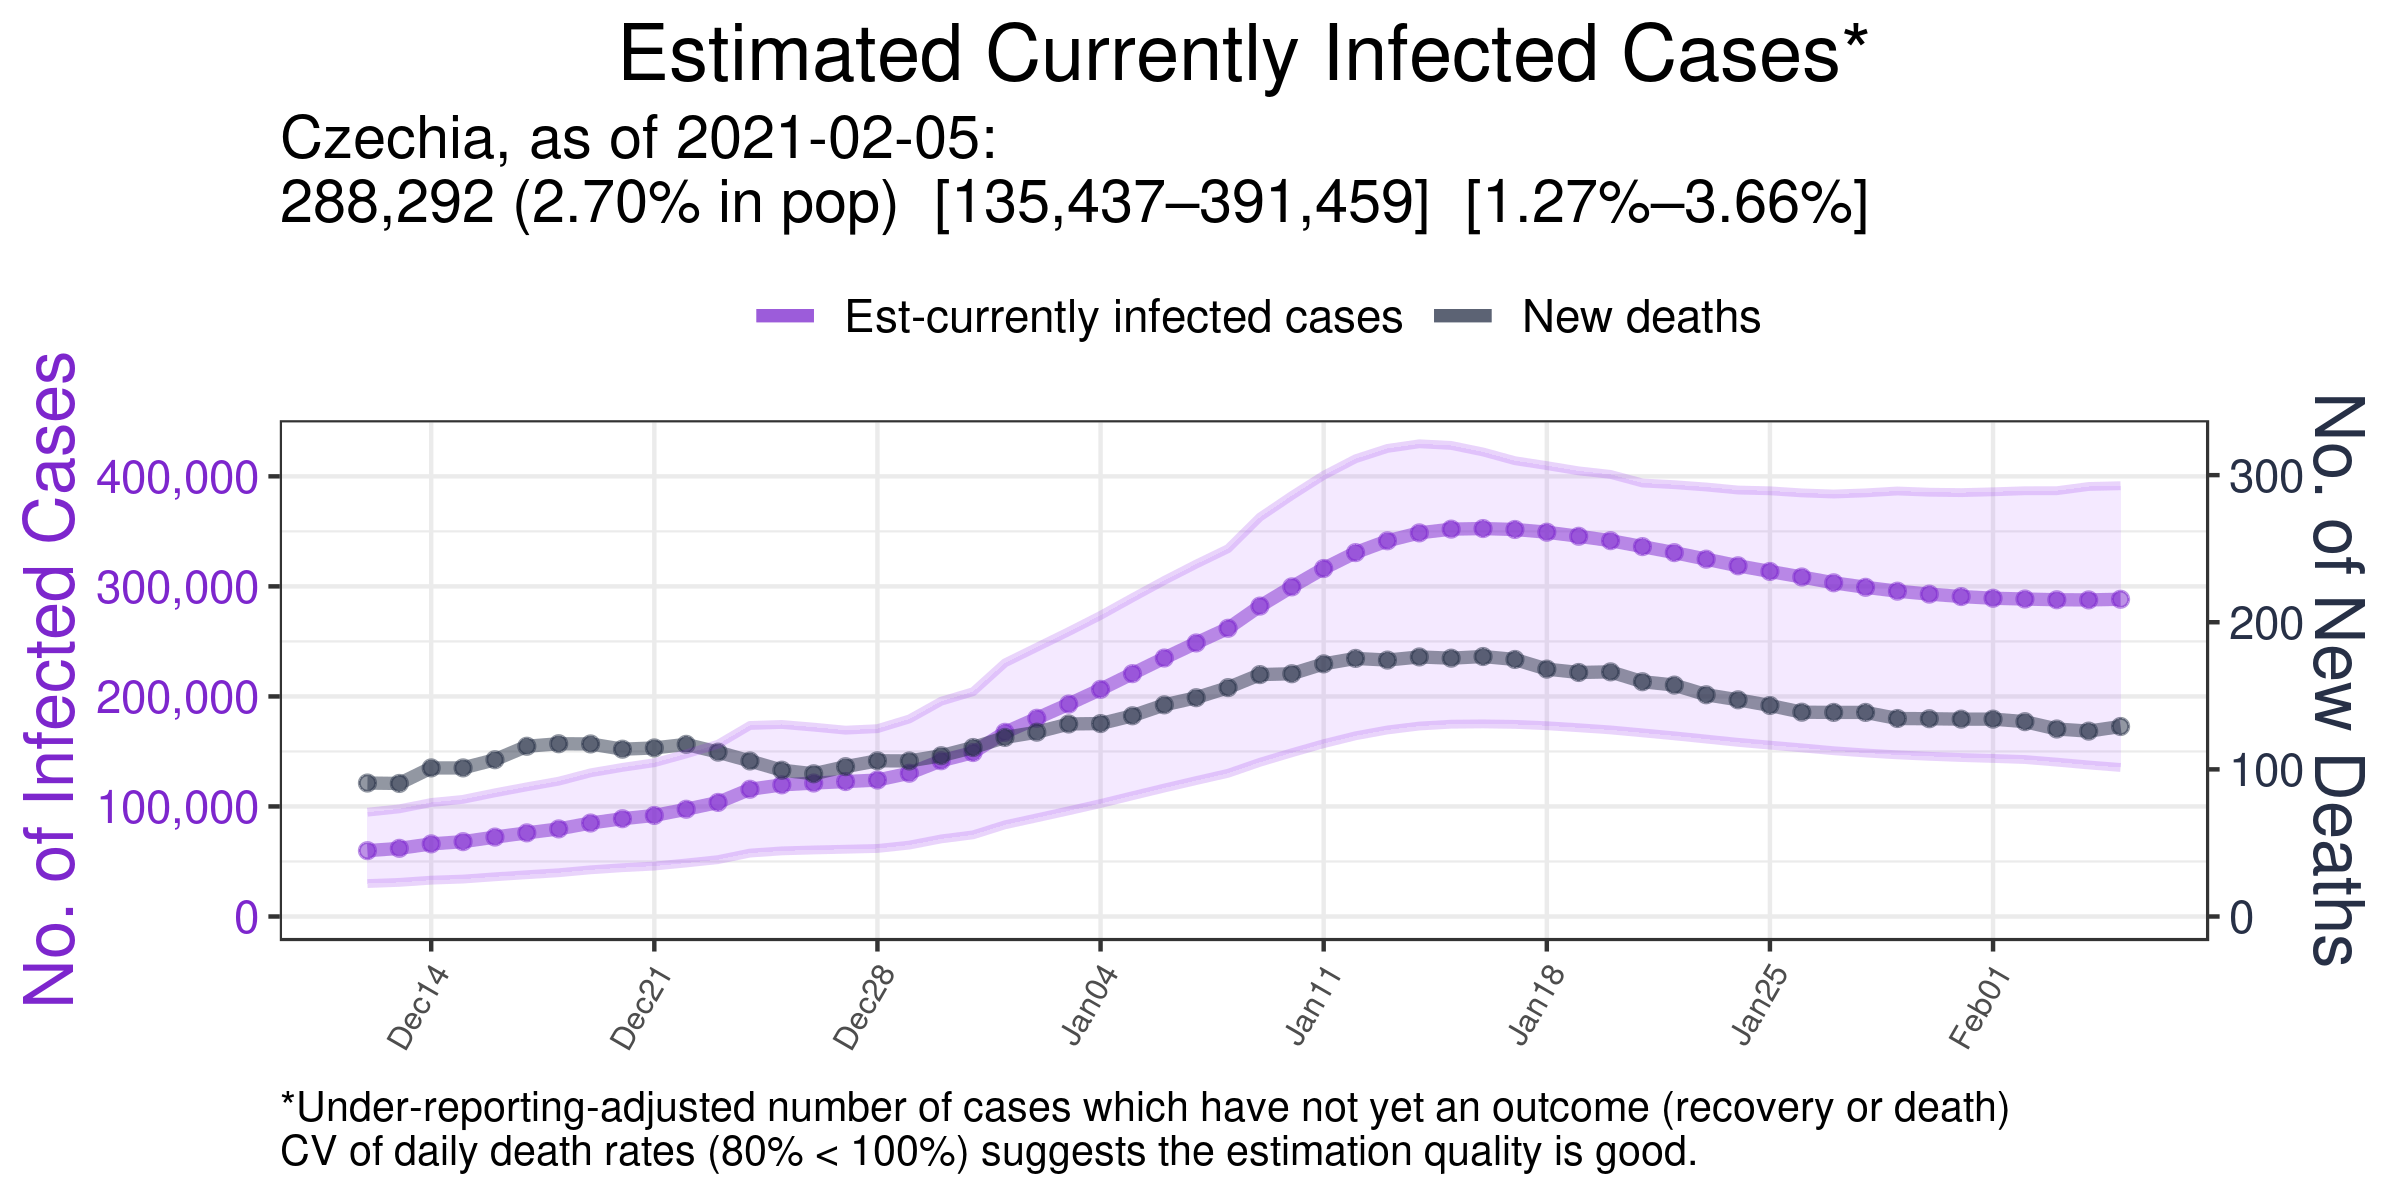 Estimated Currently Infected Cases*
Czechia, as of 2021-02-05:
288,292 (2.70% in pop) [135,437–391,459] [1.27%–3.66%]
Est-currently infected cases
New deaths
No. of Infected Cases
400,000
300,000
200,000
100,000
0
300
200
100
0
No. of New Deaths
Dec14
Dec21
Dec28
Jan04
Jan11
Jan18
Jan25
Feb01
*Under-reporting-adjusted number of cases which have not yet an outcome (recovery or death)
CV of daily death rates (80% < 100%) suggests the estimation quality is good.